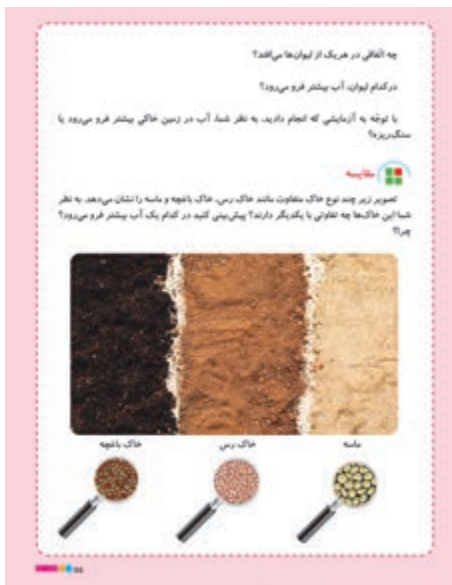 چه اتّفاقی در هریک از لیوان‌ها می‌افتد؟
در کدام لیوان، آب بیشتر فرو می‌رود؟
با توجّه به آزمایشی که انجام دادید، به نظر شما، آب در زمین خاکی بیشتر فرو می‌رود یا
سنگ‌ریزه؟
مقایسه
تصویر زیر چند نوع خاک متفاوت مانند خاک رس، خاک باغچه و ماسه را نشان می‌دهد. به نظر
شما این خاک‌ها چه تفاوتی با یکدیگر دارند؟ پیش‌بینی کنید در کدام یک آب بیشتر فرو می‌رود؟
چرا؟
ماسه
خاک رس
خاک باغچه